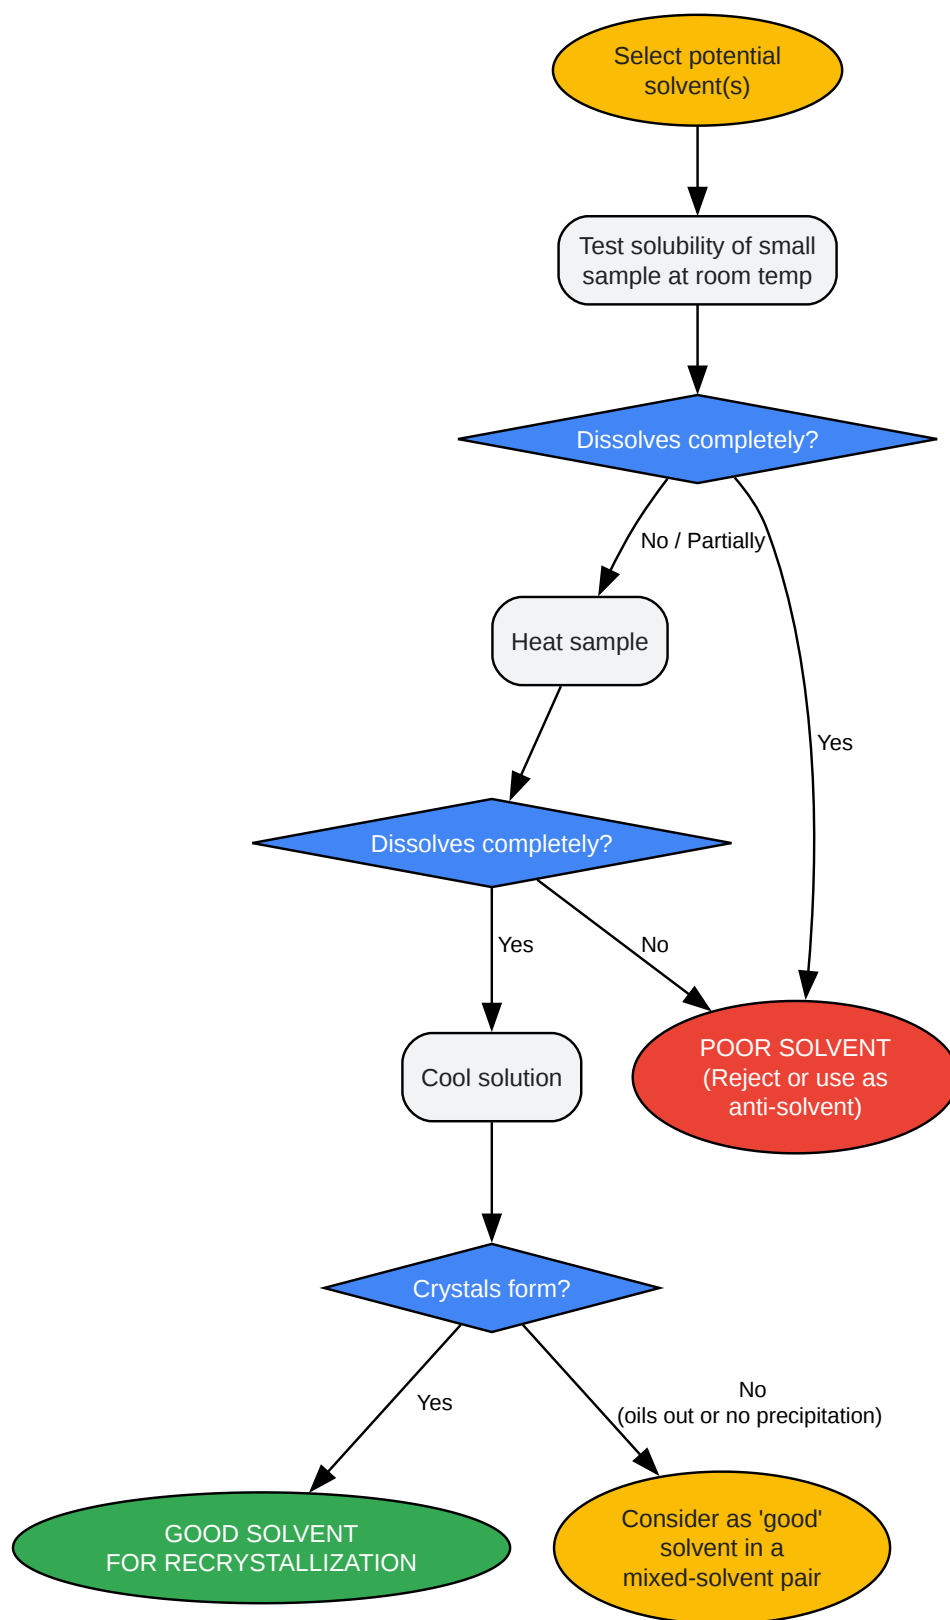 Select potential
solvent(s)
Test solubility of small
sample at room temp
Dissolves completely?
No / Partially
Heat sample
Yes
Dissolves completely?
Yes
No
Cool solution
POOR SOLVENT
(Reject or use as
anti-solvent)
Crystals form?
Yes
No
(oils out or no precipitation)
GOOD SOLVENT
FOR RECRYSTALLIZATION
Consider as 'good'
solvent in a
mixed-solvent pair